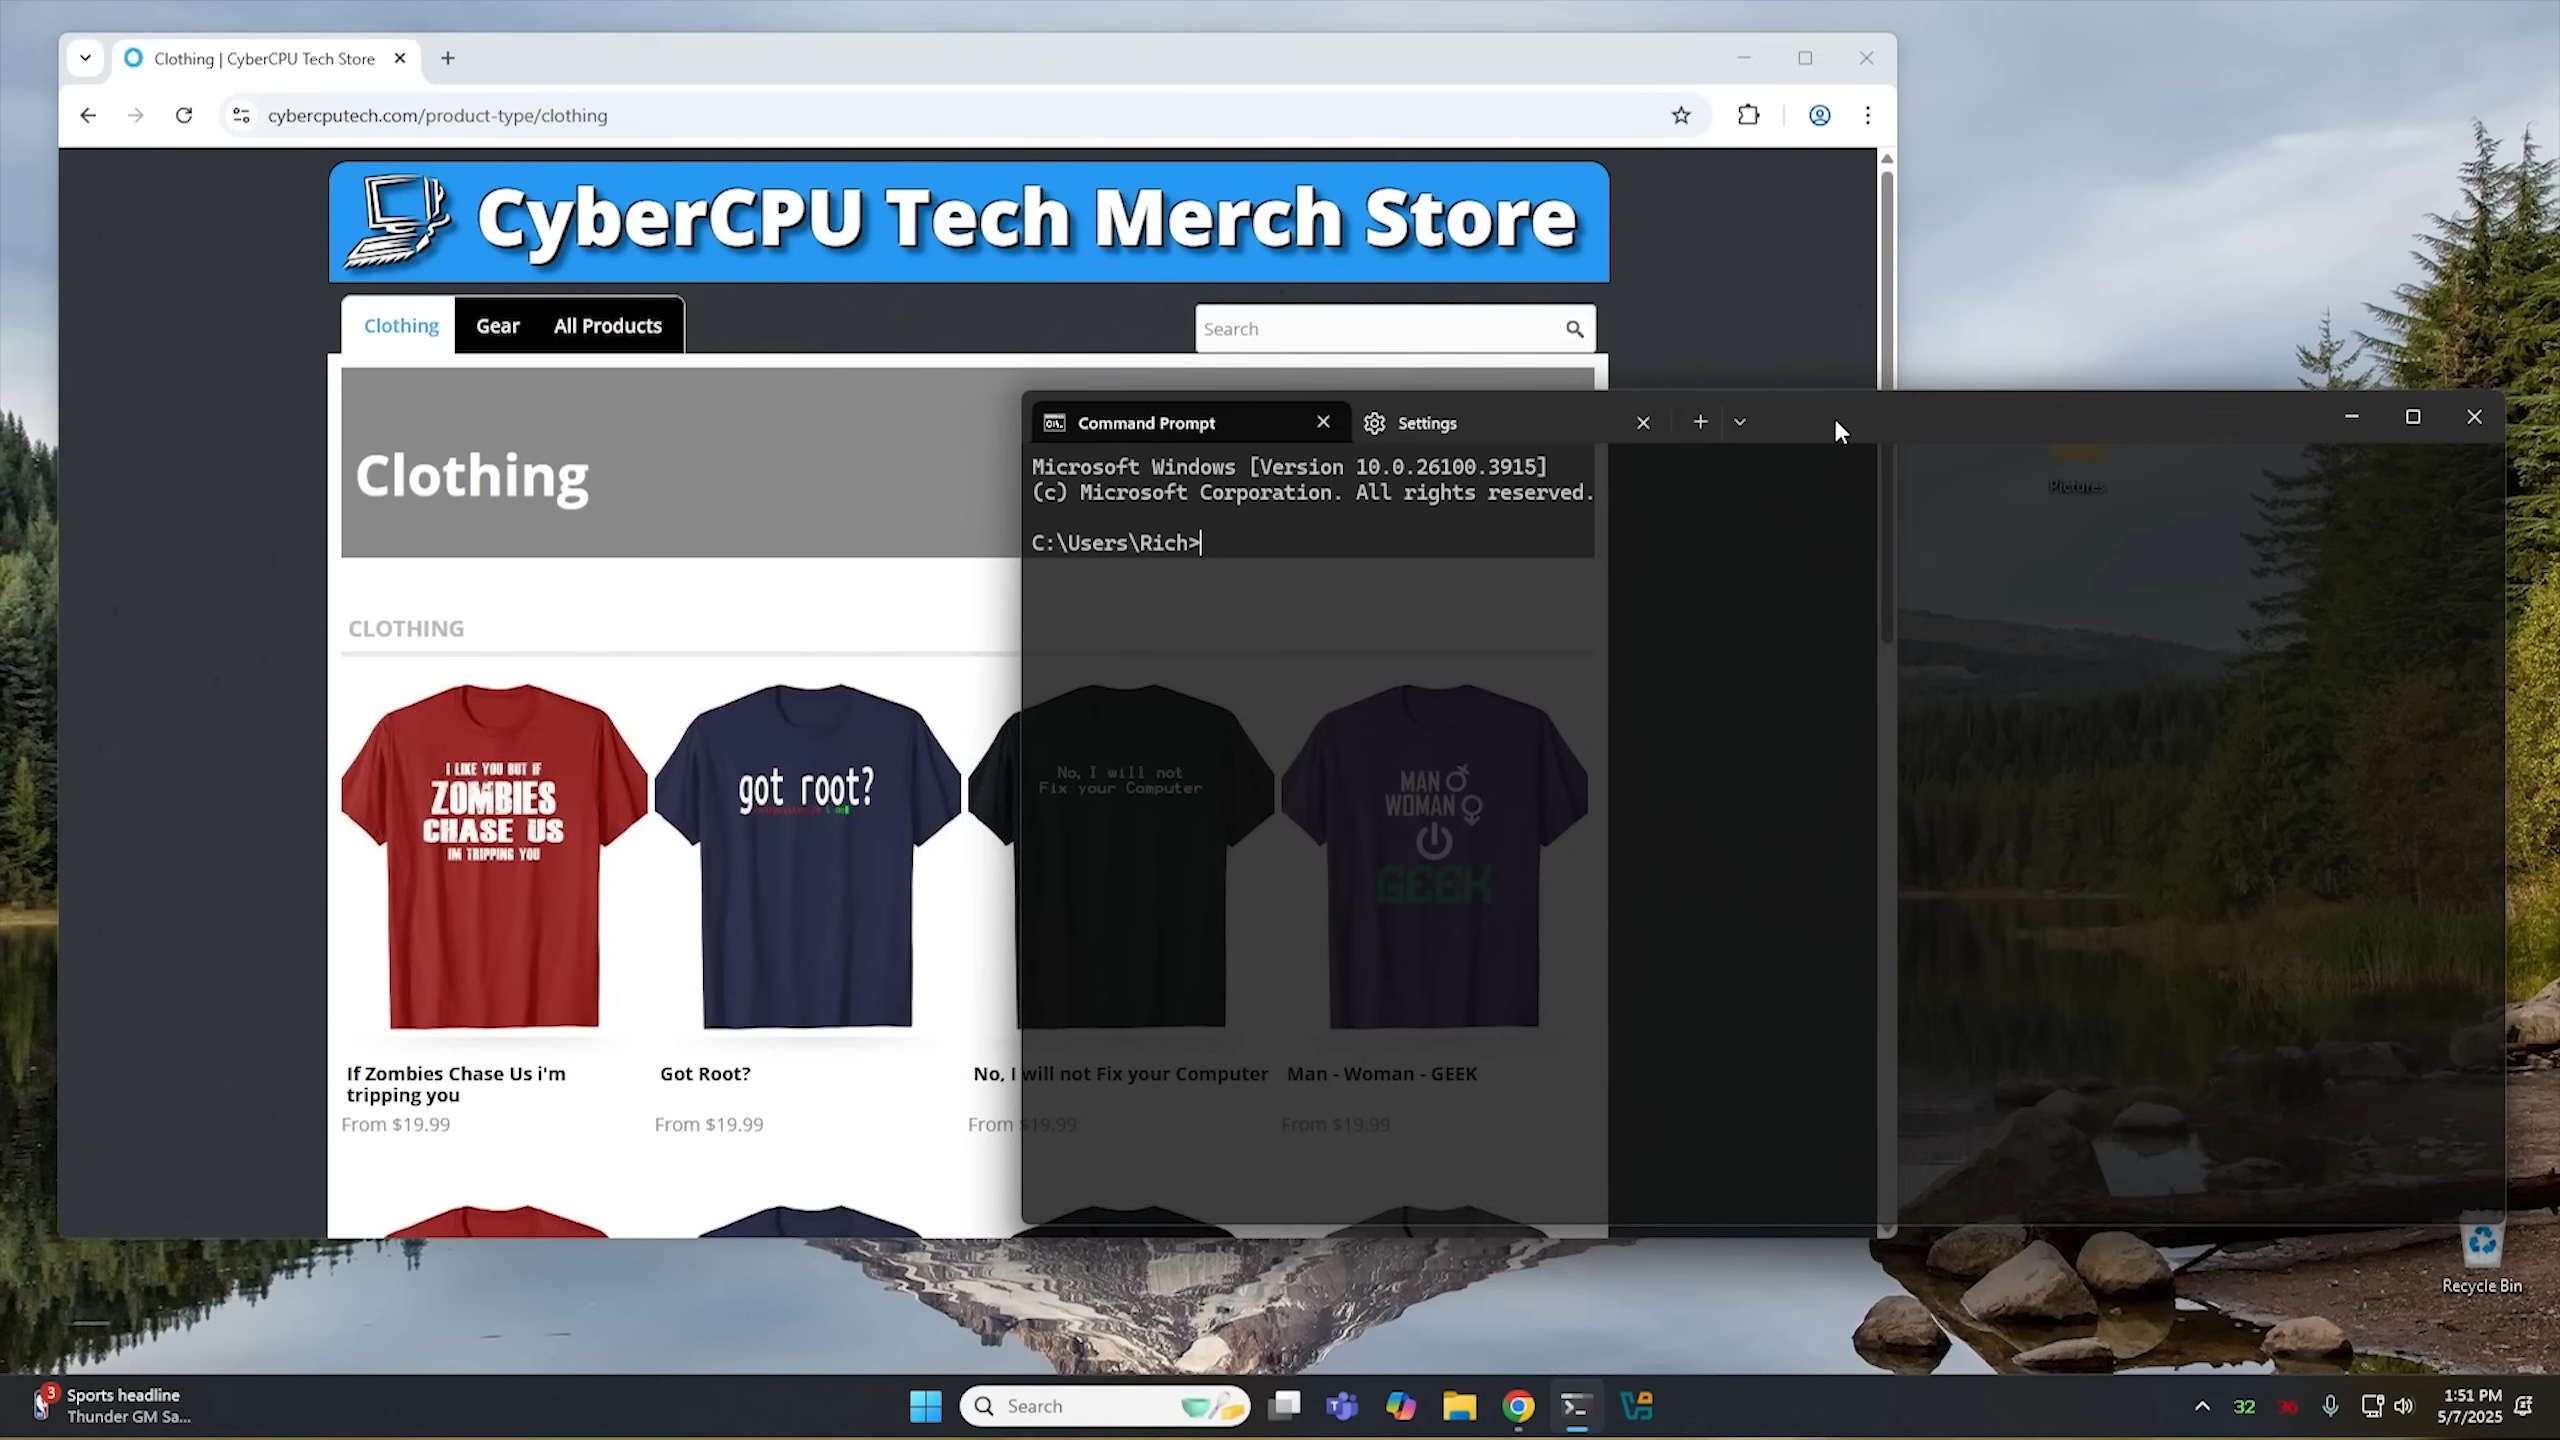 Clothing | CyberCPU Tech Store
cybercputech.com/product-type/clothing
CyberCPU Tech Merch Store
Clothing
Gear
All Products
Search
Clothing
CLOTHING
I LIKE YOU BUT IF
ZOMBIES
CHASE US
IM TRIPPING YOU
got root?
No, I will not
Fix your Computer
MAN
WOMAN
GEEK
If Zombies Chase Us i'm
tripping you
From $19.99
Got Root?
From $19.99
No, I will not Fix your Computer
From $19.99
Man - Woman - GEEK
From $19.99
Command Prompt
Settings
Microsoft Windows [Version 10.0.26100.3915]
(c) Microsoft Corporation. All rights reserved.
C:\Users\Rich>
Pictures
Recycle Bin
3
Sports headline
Thunder GM Sa...
Search
32
36
1:51 PM
5/7/2025